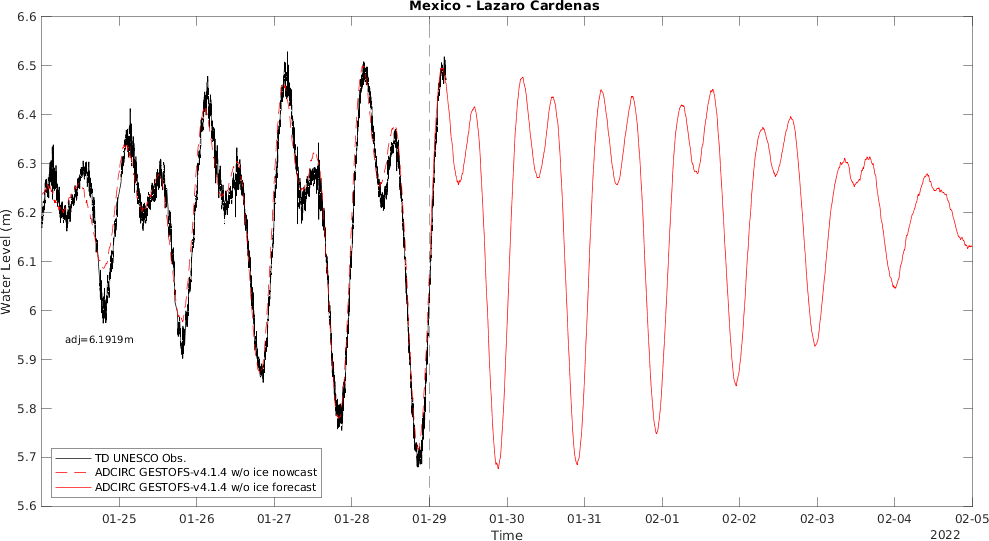 Mexico - Lazaro Cardenas
6.6
6.5
6.4
6.3
6.2
6.1
6
5.9
5.8
5.7
5.6
Water Level (m)
adj=6.1919m
TD UNESCO Obs.
ADCIRC GESTOFS-v4.1.4 w/o ice nowcast
ADCIRC GESTOFS-v4.1.4 w/o ice forecast
01-25 01-26 01-27 01-28 01-29 01-30 01-31 02-01 02-02 02-03 02-04 02-05
Time
2022